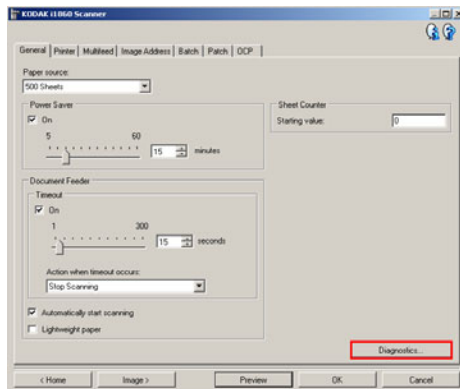 KODAK i1860 Scanner
General Printer Multifeed Image Address Batch Patch OCP
Paper source:
500 Sheets
Power Saver
On
5 60
15 minutes
Sheet Counter
Starting value: 0
Document Feeder
Timeout
On
1 300
15 seconds
Action when timeout occurs:
Stop Scanning
Automatically start scanning
Lightweight paper
Diagnostics...
< Home Image > Preview OK Cancel